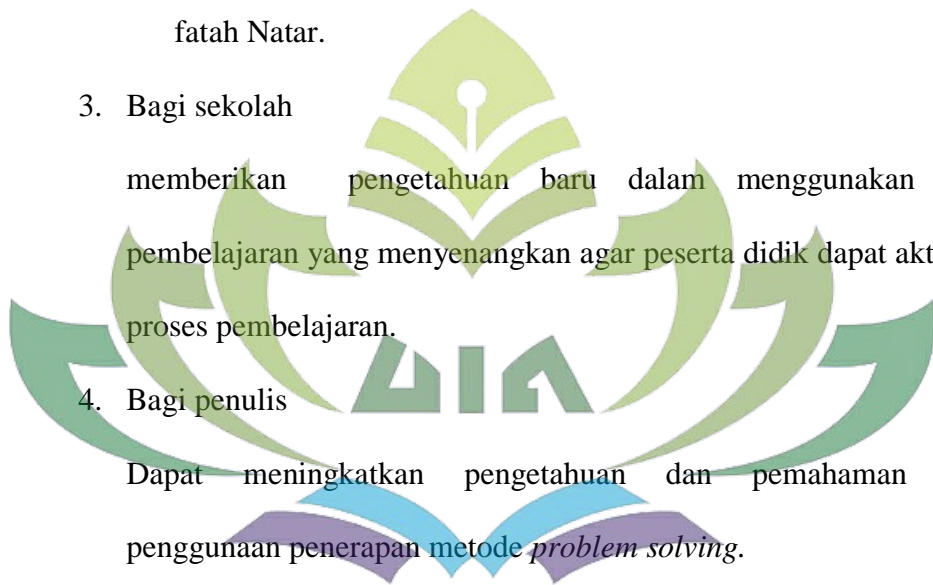 fatah Natar.
3. Bagi sekolah
memberikan pengetahuan baru dalam menggunakan
pembelajaran yang menyenangkan agar peserta didik dapat akt
proses pembelajaran.
UIN
4. Bagi penulis
Dapat meningkatkan pengetahuan dan pemahaman
penggunaan penerapan metode problem solving.